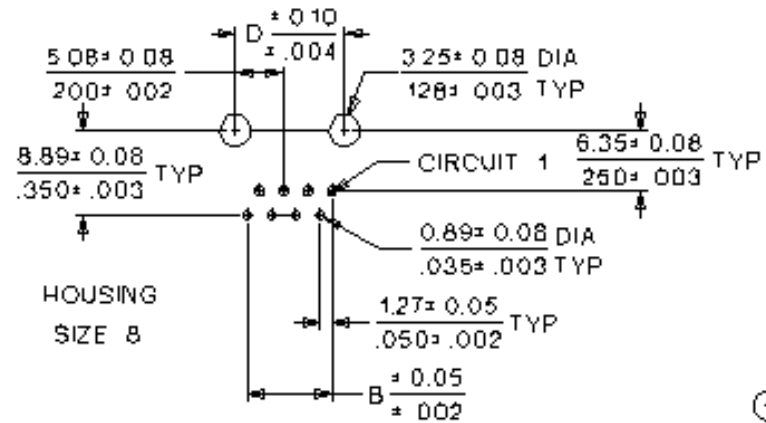 D ± 0.10
± .004
5.08± 0.08
200± 002
3.25± 0.08 DIA
128± 003 TYP
8.89± 0.08 TYP
.350± .003
CIRCUIT 1
6.35± 0.08 TYP
250± 003
0.89± 0.08 DIA
.035± .003 TYP
HOUSING
SIZE 8
1.27± 0.05 TYP
.050± .002
B ± 0.05
± 002